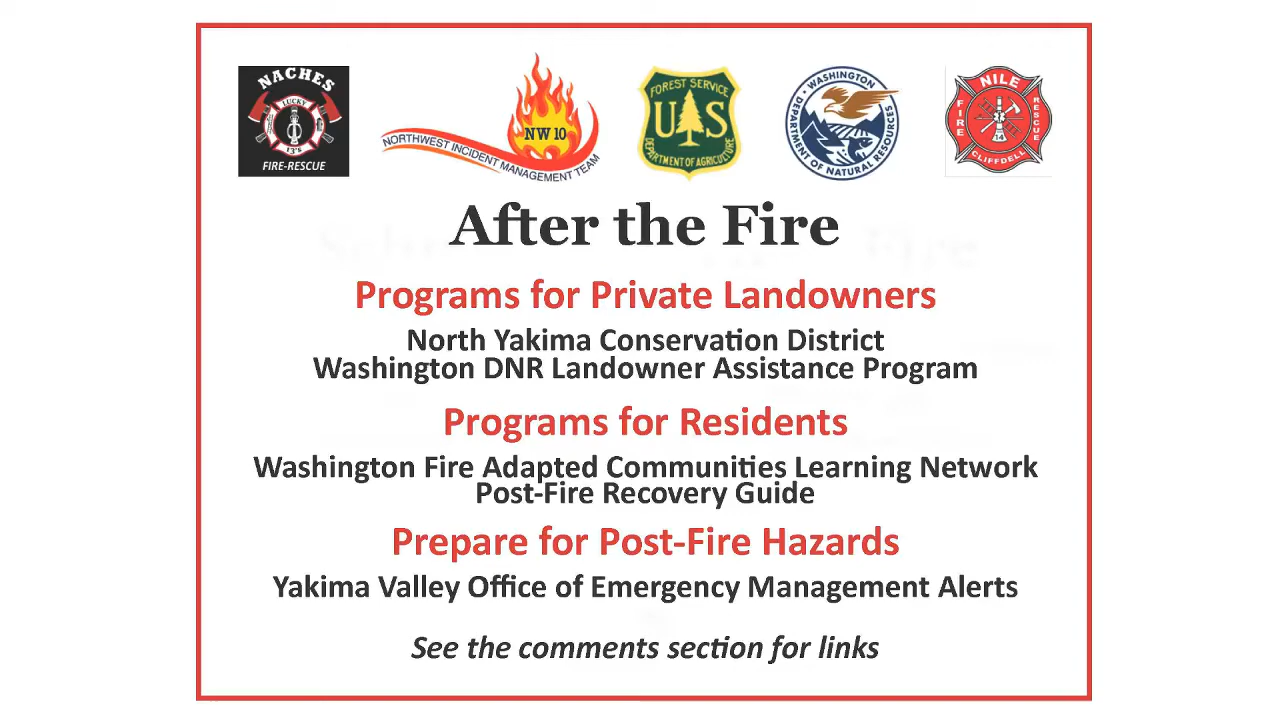 NACHES
LUCKY
13's
FIRE-RESCUE
NW 10
NORTHWEST INCIDENT MANAGEMENT TEAM
FOREST SERVICE
U S
DEPARTMENT OF AGRICULTURE
WASHINGTON
DEPARTMENT OF NATURAL RESOURCES
NILE
FIRE
RESCUE
14
CLIFFDELL
After the Fire
Programs for Private Landowners
North Yakima Conservation District
Washington DNR Landowner Assistance Program
Programs for Residents
Washington Fire Adapted Communities Learning Network
Post-Fire Recovery Guide
Prepare for Post-Fire Hazards
Yakima Valley Office of Emergency Management Alerts
See the comments section for links